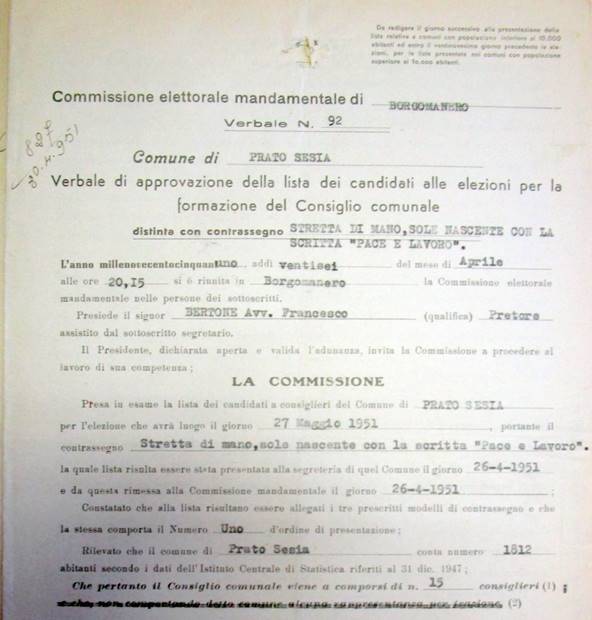 Da redigere il giorno successivo alla presentazione della
lista relativa a comuni con popolazione inferiore ai 10.000
abitanti ed entro il ventinovesimo giorno precedente le ele-
zioni, per le liste presentate nei comuni con popolazione
superiore ai 10.000 abitanti.
Commissione elettorale mandamentale di BORGOMANERO
Verbale N. 92
Comune di PRATO SESIA
Verbale di approvazione della lista dei candidati alle elezioni per la
formazione del Consiglio comunale
distinta con contrassegno STRETTA DI MANO,SOLE NASCENTE CON LA
SCRITTA "PACE E LAVORO".
L'anno millenovecentocinquantuno addì ventisei del mese di Aprile
alle ore 20,15 si è riunita in Borgomanero la Commissione elettorale
mandamentale nelle persone dei sottoscritti.
Presiede il signor BERTONE Avv. Francesco (qualifica) Pretore
assistito dal sottoscritto segretario.
Il Presidente, dichiarata aperta e valida l'adunanza, invita la Commissione a procedere al
lavoro di sua competenza;
LA COMMISSIONE
Presa in esame la lista dei candidati a consiglieri del Comune di PRATO SESIA
per l'elezione che avrà luogo il giorno 27 Maggio 1951, portante il
contrassegno Stretta di mano,sole nascente con la scritta "Pace e Lavoro".
la quale lista risulta essere stata presentata alla segreteria di quel Comune il giorno 26-4-1951
e da questa rimessa alla Commissione mandamentale il giorno 26-4-1951;
Constatato che alla lista risultano essere allegati i tre prescritti modelli di contrassegno e che
la stessa comporta il Numero Uno d'ordine di presentazione;
Rilevato che il comune di Prato Sesia conta numero 1812
abitanti secondo i dati dell'Istituto Centrale di Statistica riferiti al 31 dic. 1947;
Che pertanto il Consiglio comunale viene a comporsi di n. 15 consiglieri (1);
(2)